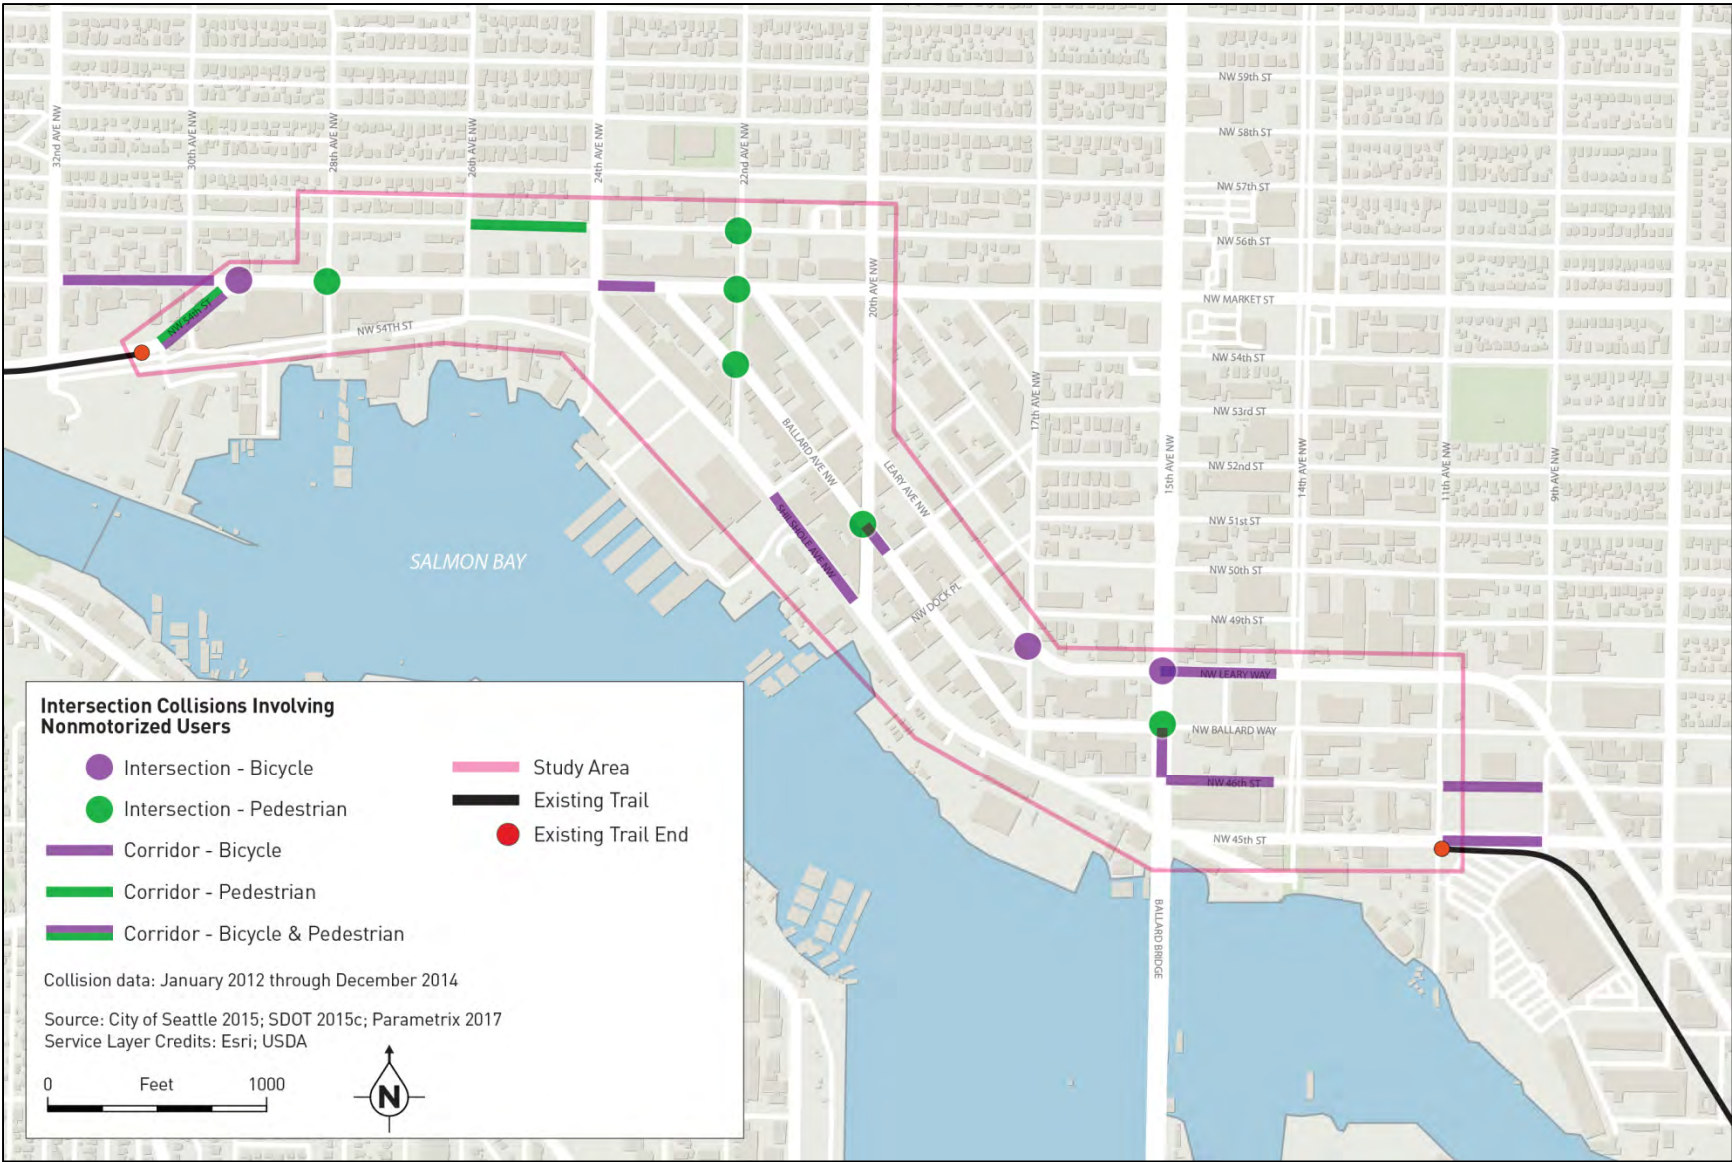 NW 59th ST
NW 58th ST
32nd AVE NW
30th AVE NW
28th AVE NW
26th AVE NW
24th AVE NW
22nd AVE NW
NW 57th ST
NW 56th ST
20th AVE NW
NW MARKET ST
NW 54th ST
NW 54TH ST
NW 54th ST
17th AVE NW
NW 53rd ST
BALLARD AVE NW
LEARY AVE NW
15th AVE NW
14th AVE NW
11th AVE NW
9th AVE NW
NW 52nd ST
NW 51st ST
SHILSHOLE AVE NW
SALMON BAY
NW 50th ST
NW DOCK PL
NW 49th ST
NW LEARY WAY
NW BALLARD WAY
NW 46th ST
NW 45th ST
BALLARD BRIDGE
Intersection Collisions Involving
Nonmotorized Users
Intersection - Bicycle
Intersection - Pedestrian
Corridor - Bicycle
Corridor - Pedestrian
Corridor - Bicycle & Pedestrian
Study Area
Existing Trail
Existing Trail End
Collision data: January 2012 through December 2014
Source: City of Seattle 2015; SDOT 2015c; Parametrix 2017
Service Layer Credits: Esri; USDA
0 Feet 1000
N